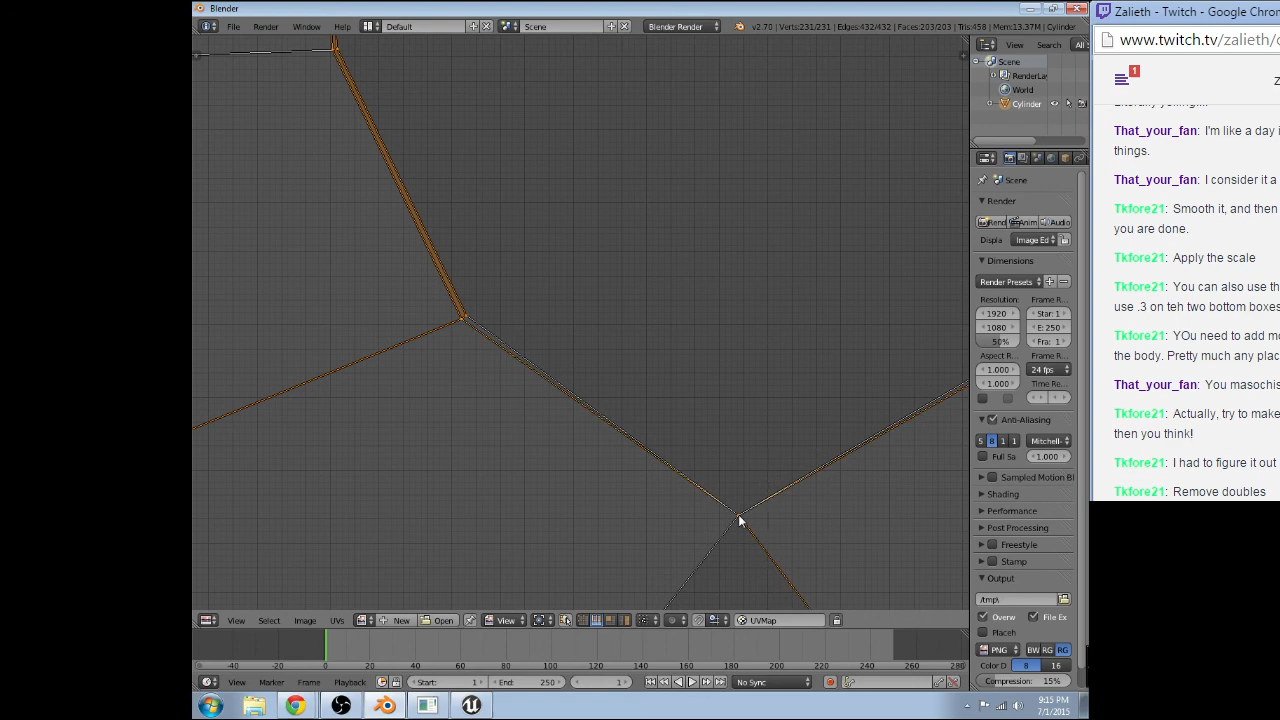 Blender
File Render Window Help Default Scene Blender Render v2.70 | Verts:231/231 | Edges:432/432 | Faces:203/203 | Tris:458 | Mem:13.37M | Cylinder
View Search All S
Scene
RenderLay
World
Cylinder
Scene
Render
Rend Anim Audio
Displa Image Ed
Dimensions
Render Presets
Resolution: Frame R...
1920 Star: 1
1080 E: 250
50% Fra: 1
Aspect R... Frame R...
1.000 24 fps
1.000 Time Re...
Anti-Aliasing
5 8 1 1 Mitchell-
Full Sa 1.000
Sampled Motion Bl
Shading
Performance
Post Processing
Freestyle
Stamp
Output
/tmp\
Overw File Ex
Placeh
PNG BW RG RG
Color D 8 16
Compression: 15%
View Select Image UVs New Open View UVMap
-40 -20 0 20 40 60 80 100 120 140 160 180 200 220 240 260 280
View Marker Frame Playback Start: 1 End: 250 1 No Sync
9:15 PM
7/1/2015
Zalieth - Twitch - Google Chro
www.twitch.tv/zalieth/c
1
Z
That_your_fan: I'm like a day i
things.
That_your_fan: I consider it a
Tkfore21: Smooth it, and then
you are done.
Tkfore21: Apply the scale
Tkfore21: You can also use th
use .3 on teh two bottom boxes
Tkfore21: YOu need to add mo
the body. Pretty much any plac
That_your_fan: You masochis
Tkfore21: Actually, try to make
then you think!
Tkfore21: I had to figure it out
Tkfore21: Remove doubles